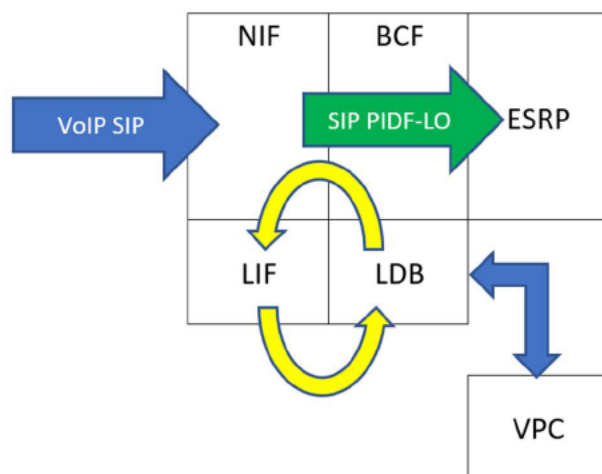 NIF
BCF
VoIP SIP
SIP PIDF-LO
ESRP
LIF
LDB
VPC